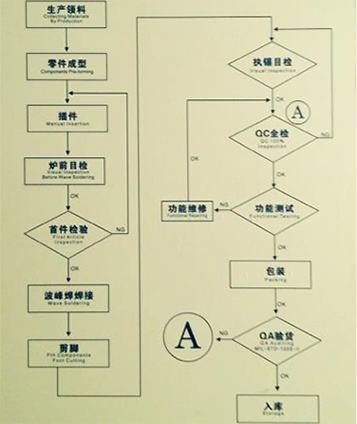 生产领料
Collecting Materials
By Production
零件成型
Components Pre-forming
插件
Manual Insertion
炉前目检
Visual Inspection
Before Wave Soldering
OK
首件检验
First Article
Inspection
NG
OK
波峰焊焊接
Wave Soldering
剪脚
Pth Components
Foot Cutting
执锡目检
Visual Inspection
OK
A
QC全检
QC 100%
Inspection
NG
OK
OK
功能测试
Functional Testing
NG
功能维修
Functional Repairing
OK
包装
Packing
QA验货
QA Auditing
MIL-STD-105E-II
NG
A
OK
入库
Storage